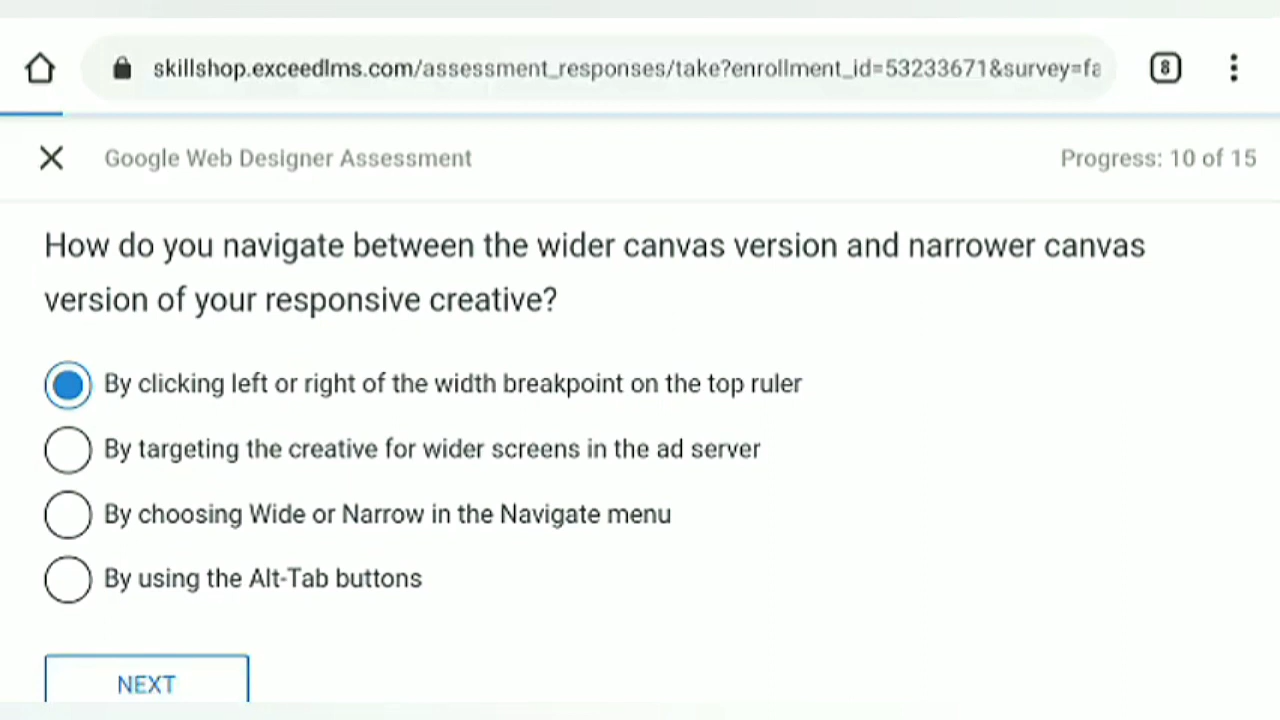 skillshop.exceedlms.com/assessment_responses/take?enrollment_id=53233671&survey=fa
8
Google Web Designer Assessment
Progress: 10 of 15
How do you navigate between the wider canvas version and narrower canvas
version of your responsive creative?
By clicking left or right of the width breakpoint on the top ruler
By targeting the creative for wider screens in the ad server
By choosing Wide or Narrow in the Navigate menu
By using the Alt-Tab buttons
NEXT